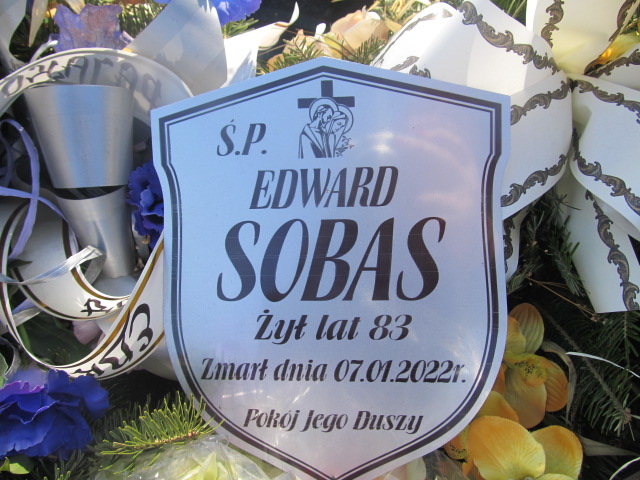 Ś.P.
EDWARD
SOBAS
Żył lat 83
Zmarł dnia 07.01.2022r.
Pokój Jego Duszy